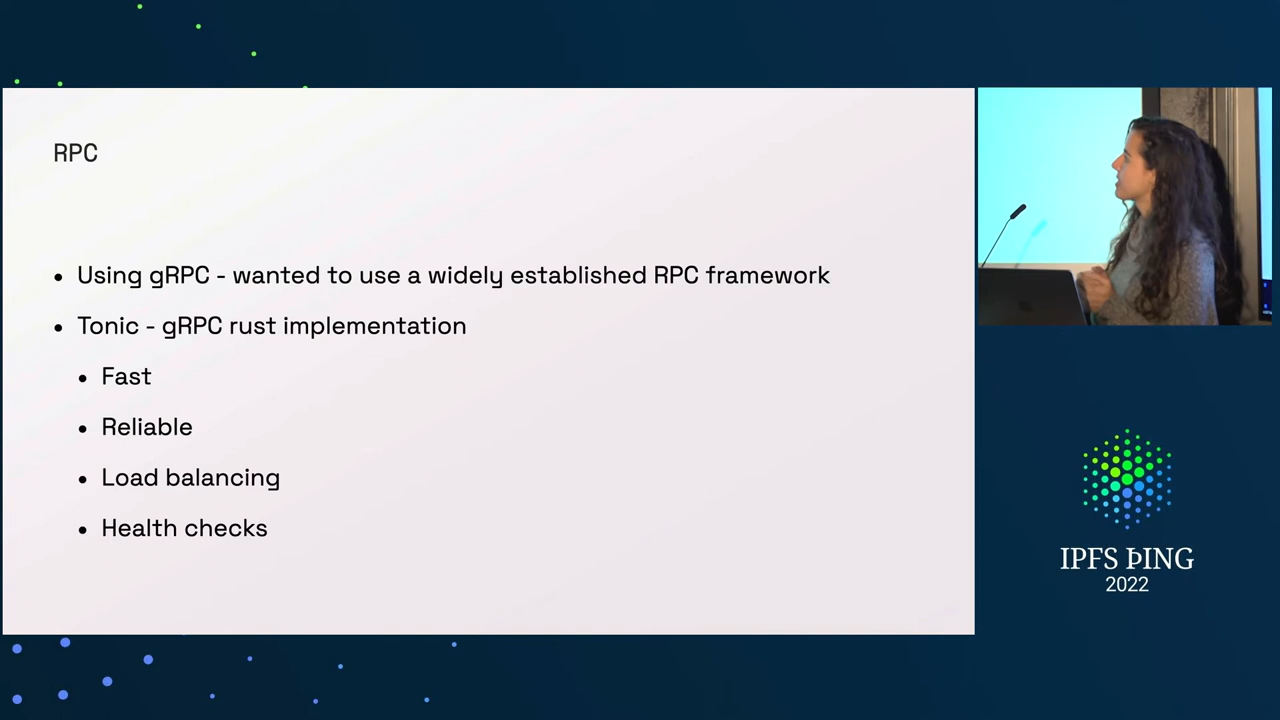 RPC
• Using gRPC - wanted to use a widely established RPC framework
• Tonic - gRPC rust implementation
• Fast
• Reliable
• Load balancing
• Health checks
IPFS ÞING
2022